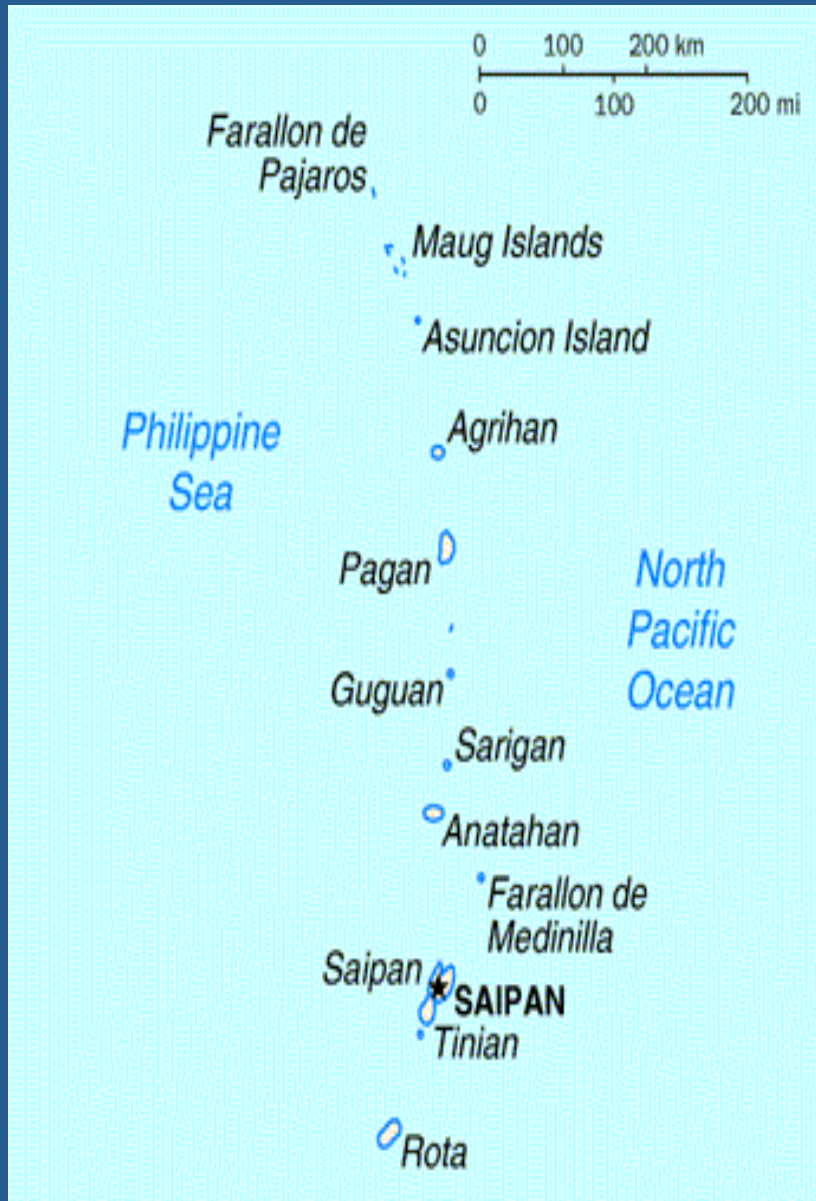 0 100 200 km
0 100 200 mi
Farallon de
Pajaros
Maug Islands
Asuncion Island
Agrihan
Philippine
Sea
Pagan
North
Pacific
Ocean
Guguan
Sarigan
Anatahan
Farallon de
Medinilla
Saipan
SAIPAN
Tinian
Rota